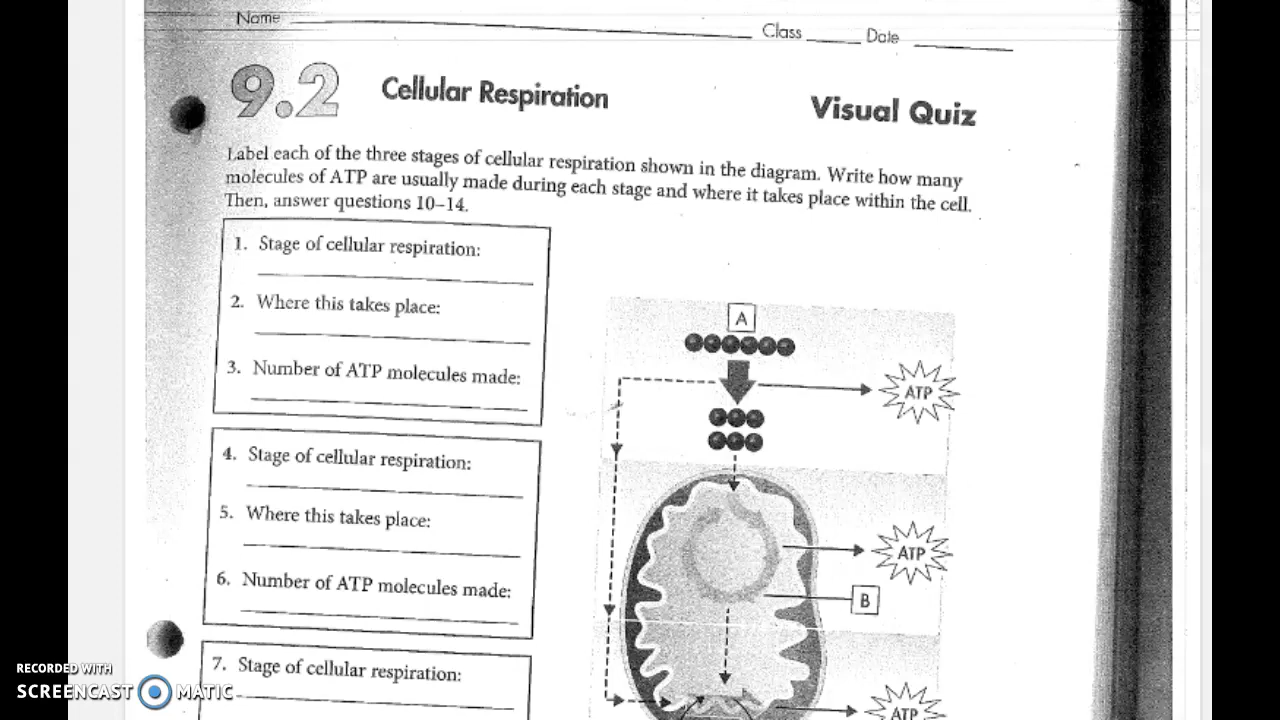 Name Class Date
9.2 Cellular Respiration Visual Quiz
Label each of the three stages of cellular respiration shown in the diagram. Write how many
molecules of ATP are usually made during each stage and where it takes place within the cell.
Then, answer questions 10–14.
1. Stage of cellular respiration:
2. Where this takes place:
3. Number of ATP molecules made:
4. Stage of cellular respiration:
5. Where this takes place:
6. Number of ATP molecules made:
7. Stage of cellular respiration:
A
ATP
ATP
B
ATP
RECORDED WITH
SCREENCAST MATIC